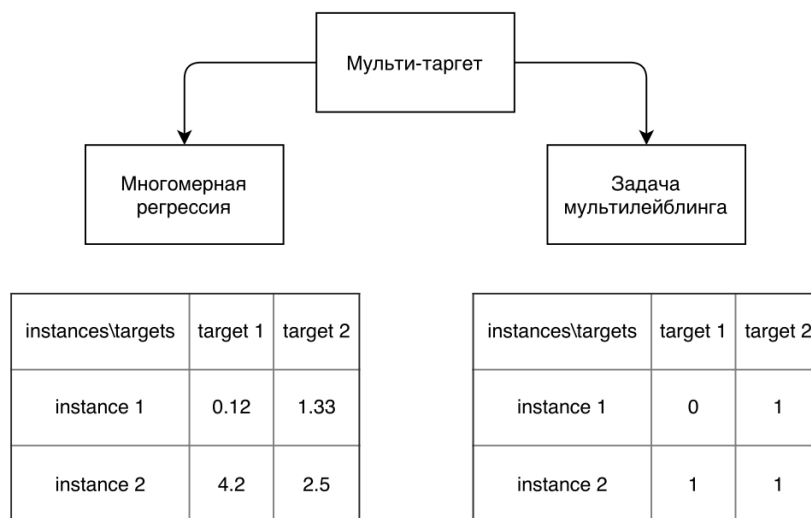 Мульти-таргет
Многомерная
регрессия
Задача
мультилейблинга
instances\targets target 1 target 2
instance 1 0.12 1.33
instance 2 4.2 2.5
instances\targets target 1 target 2
instance 1 0 1
instance 2 1 1